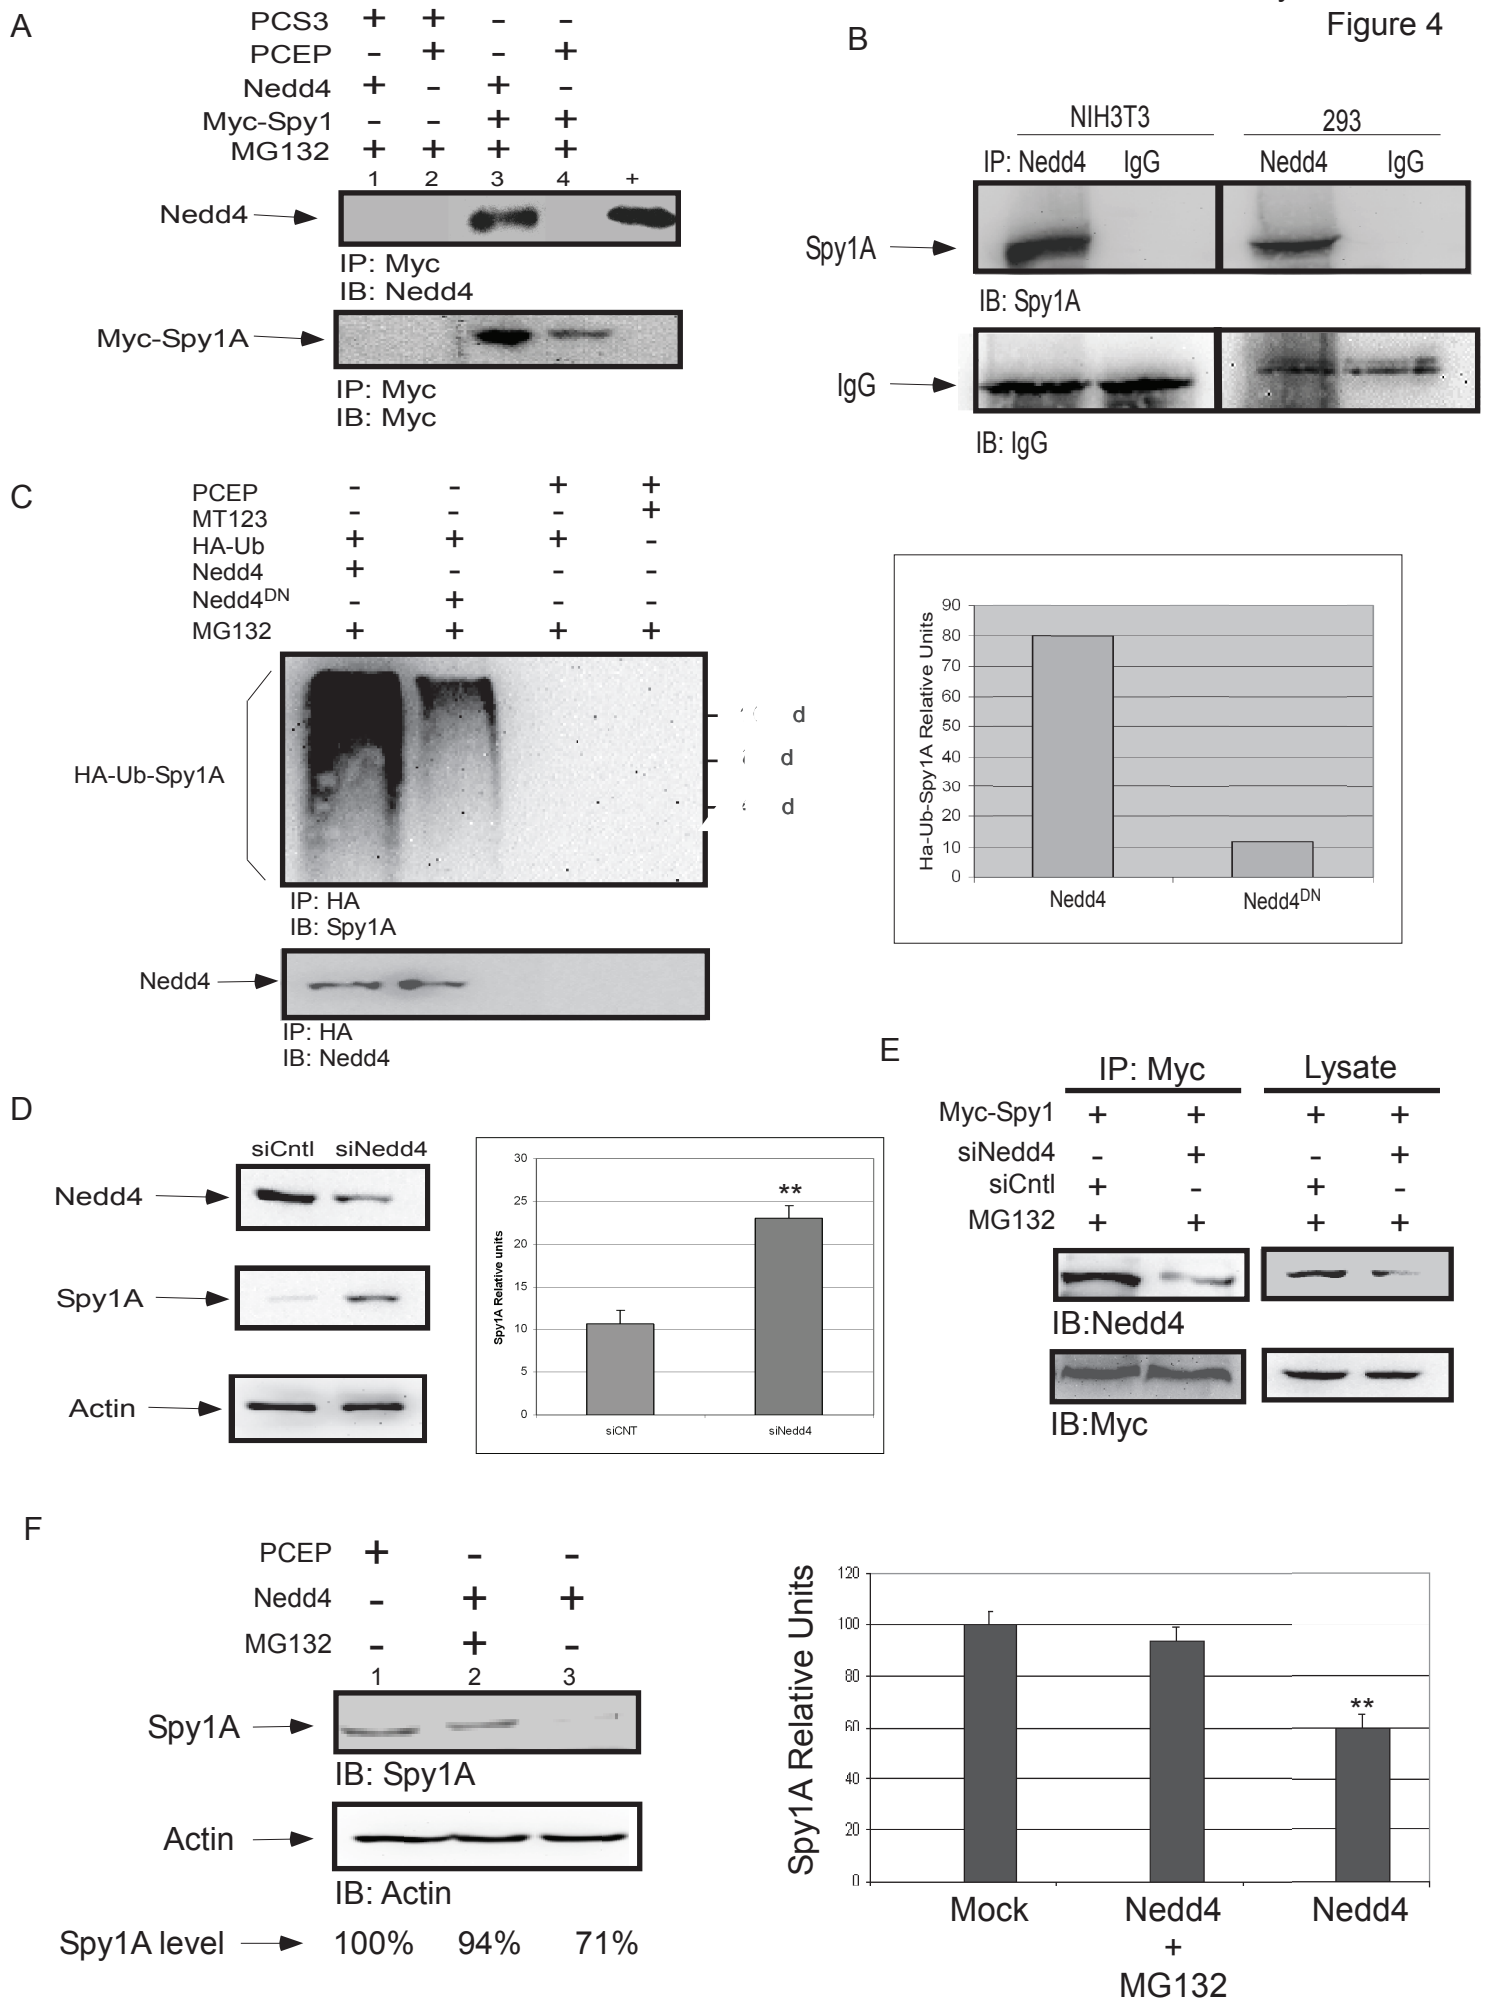 Figure 4
A
PCS3 + + - -
PCEP - + - +
Nedd4 + - + -
Myc-Spy1 - - + +
MG132 + + + +
1 2 3 4 +
Nedd4
IP: Myc
IB: Nedd4
Myc-Spy1A
IP: Myc
IB: Myc
B
NIH3T3 293
IP: Nedd4 IgG Nedd4 IgG
Spy1A
IB: Spy1A
IgG
IB: IgG
C
PCEP - - + +
MT123 - - - +
HA-Ub + + + -
Nedd4 + - - -
Nedd4DN - + - -
MG132 + + + +
HA-Ub-Spy1A
d
d
d
IP: HA
IB: Spy1A
Nedd4
IP: HA
IB: Nedd4
Ha-Ub-Spy1A Relative Units
90
80
70
60
50
40
30
20
10
0
Nedd4 Nedd4DN
D
siCntl siNedd4
Nedd4
Spy1A
Actin
Spy1A Relative units
30
25
20
15
10
5
0
**
siCNT siNedd4
E
IP: Myc Lysate
Myc-Spy1 + + + +
siNedd4 - + - +
siCntl + - + -
MG132 + + + +
IB:Nedd4
IB:Myc
F
PCEP + - -
Nedd4 - + +
MG132 - + -
1 2 3
Spy1A
IB: Spy1A
Actin
IB: Actin
Spy1A level 100% 94% 71%
Spy1A Relative Units
120
100
80
60
40
20
0
**
Mock Nedd4 Nedd4
+
MG132